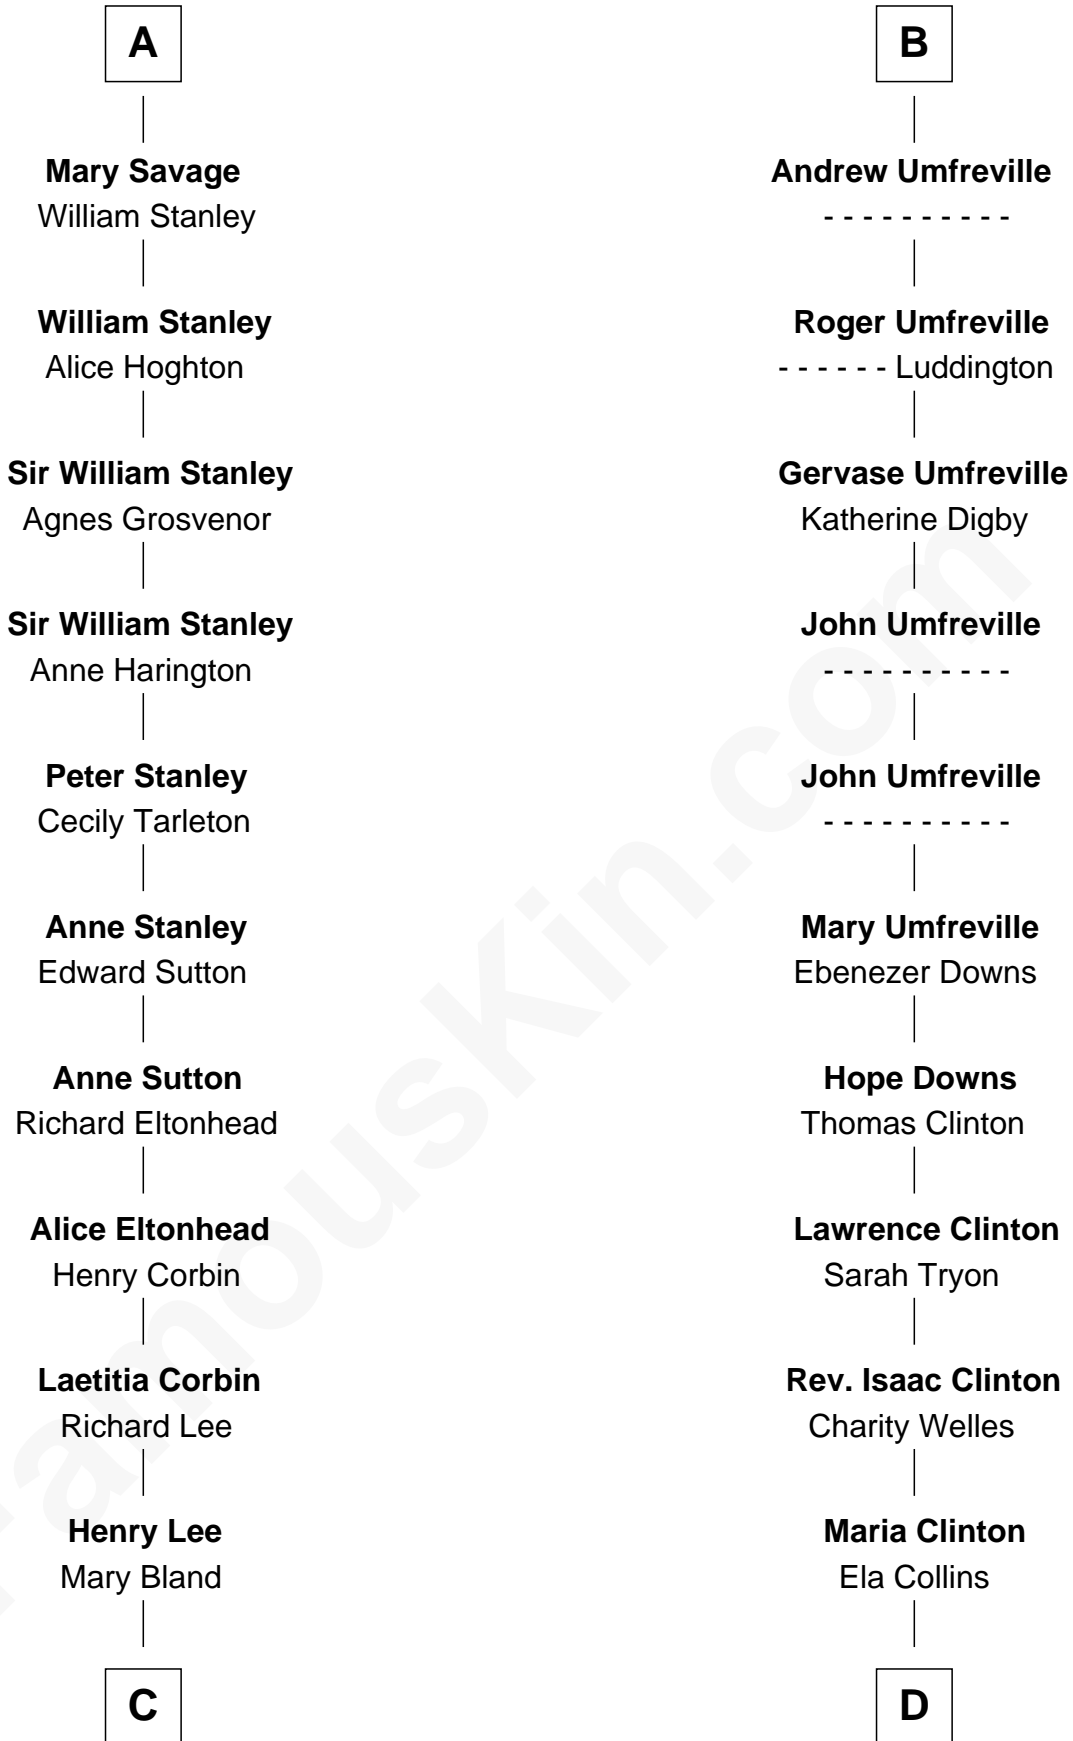 A
Mary Savage
William Stanley
William Stanley
Alice Hoghton
Sir William Stanley
Agnes Grosvenor
Sir William Stanley
Anne Harington
Peter Stanley
Cecily Tarleton
Anne Stanley
Edward Sutton
Anne Sutton
Richard Eltonhead
Alice Eltonhead
Henry Corbin
Laetitia Corbin
Richard Lee
Henry Lee
Mary Bland
C
B
Andrew Umfreville
- - - - - - - - - -
Roger Umfreville
- - - - - - Luddington
Gervase Umfreville
Katherine Digby
John Umfreville
- - - - - - - - - -
John Umfreville
- - - - - - - - - -
Mary Umfreville
Ebenezer Downs
Hope Downs
Thomas Clinton
Lawrence Clinton
Sarah Tryon
Rev. Isaac Clinton
Charity Welles
Maria Clinton
Ela Collins
D
FamousKin.com